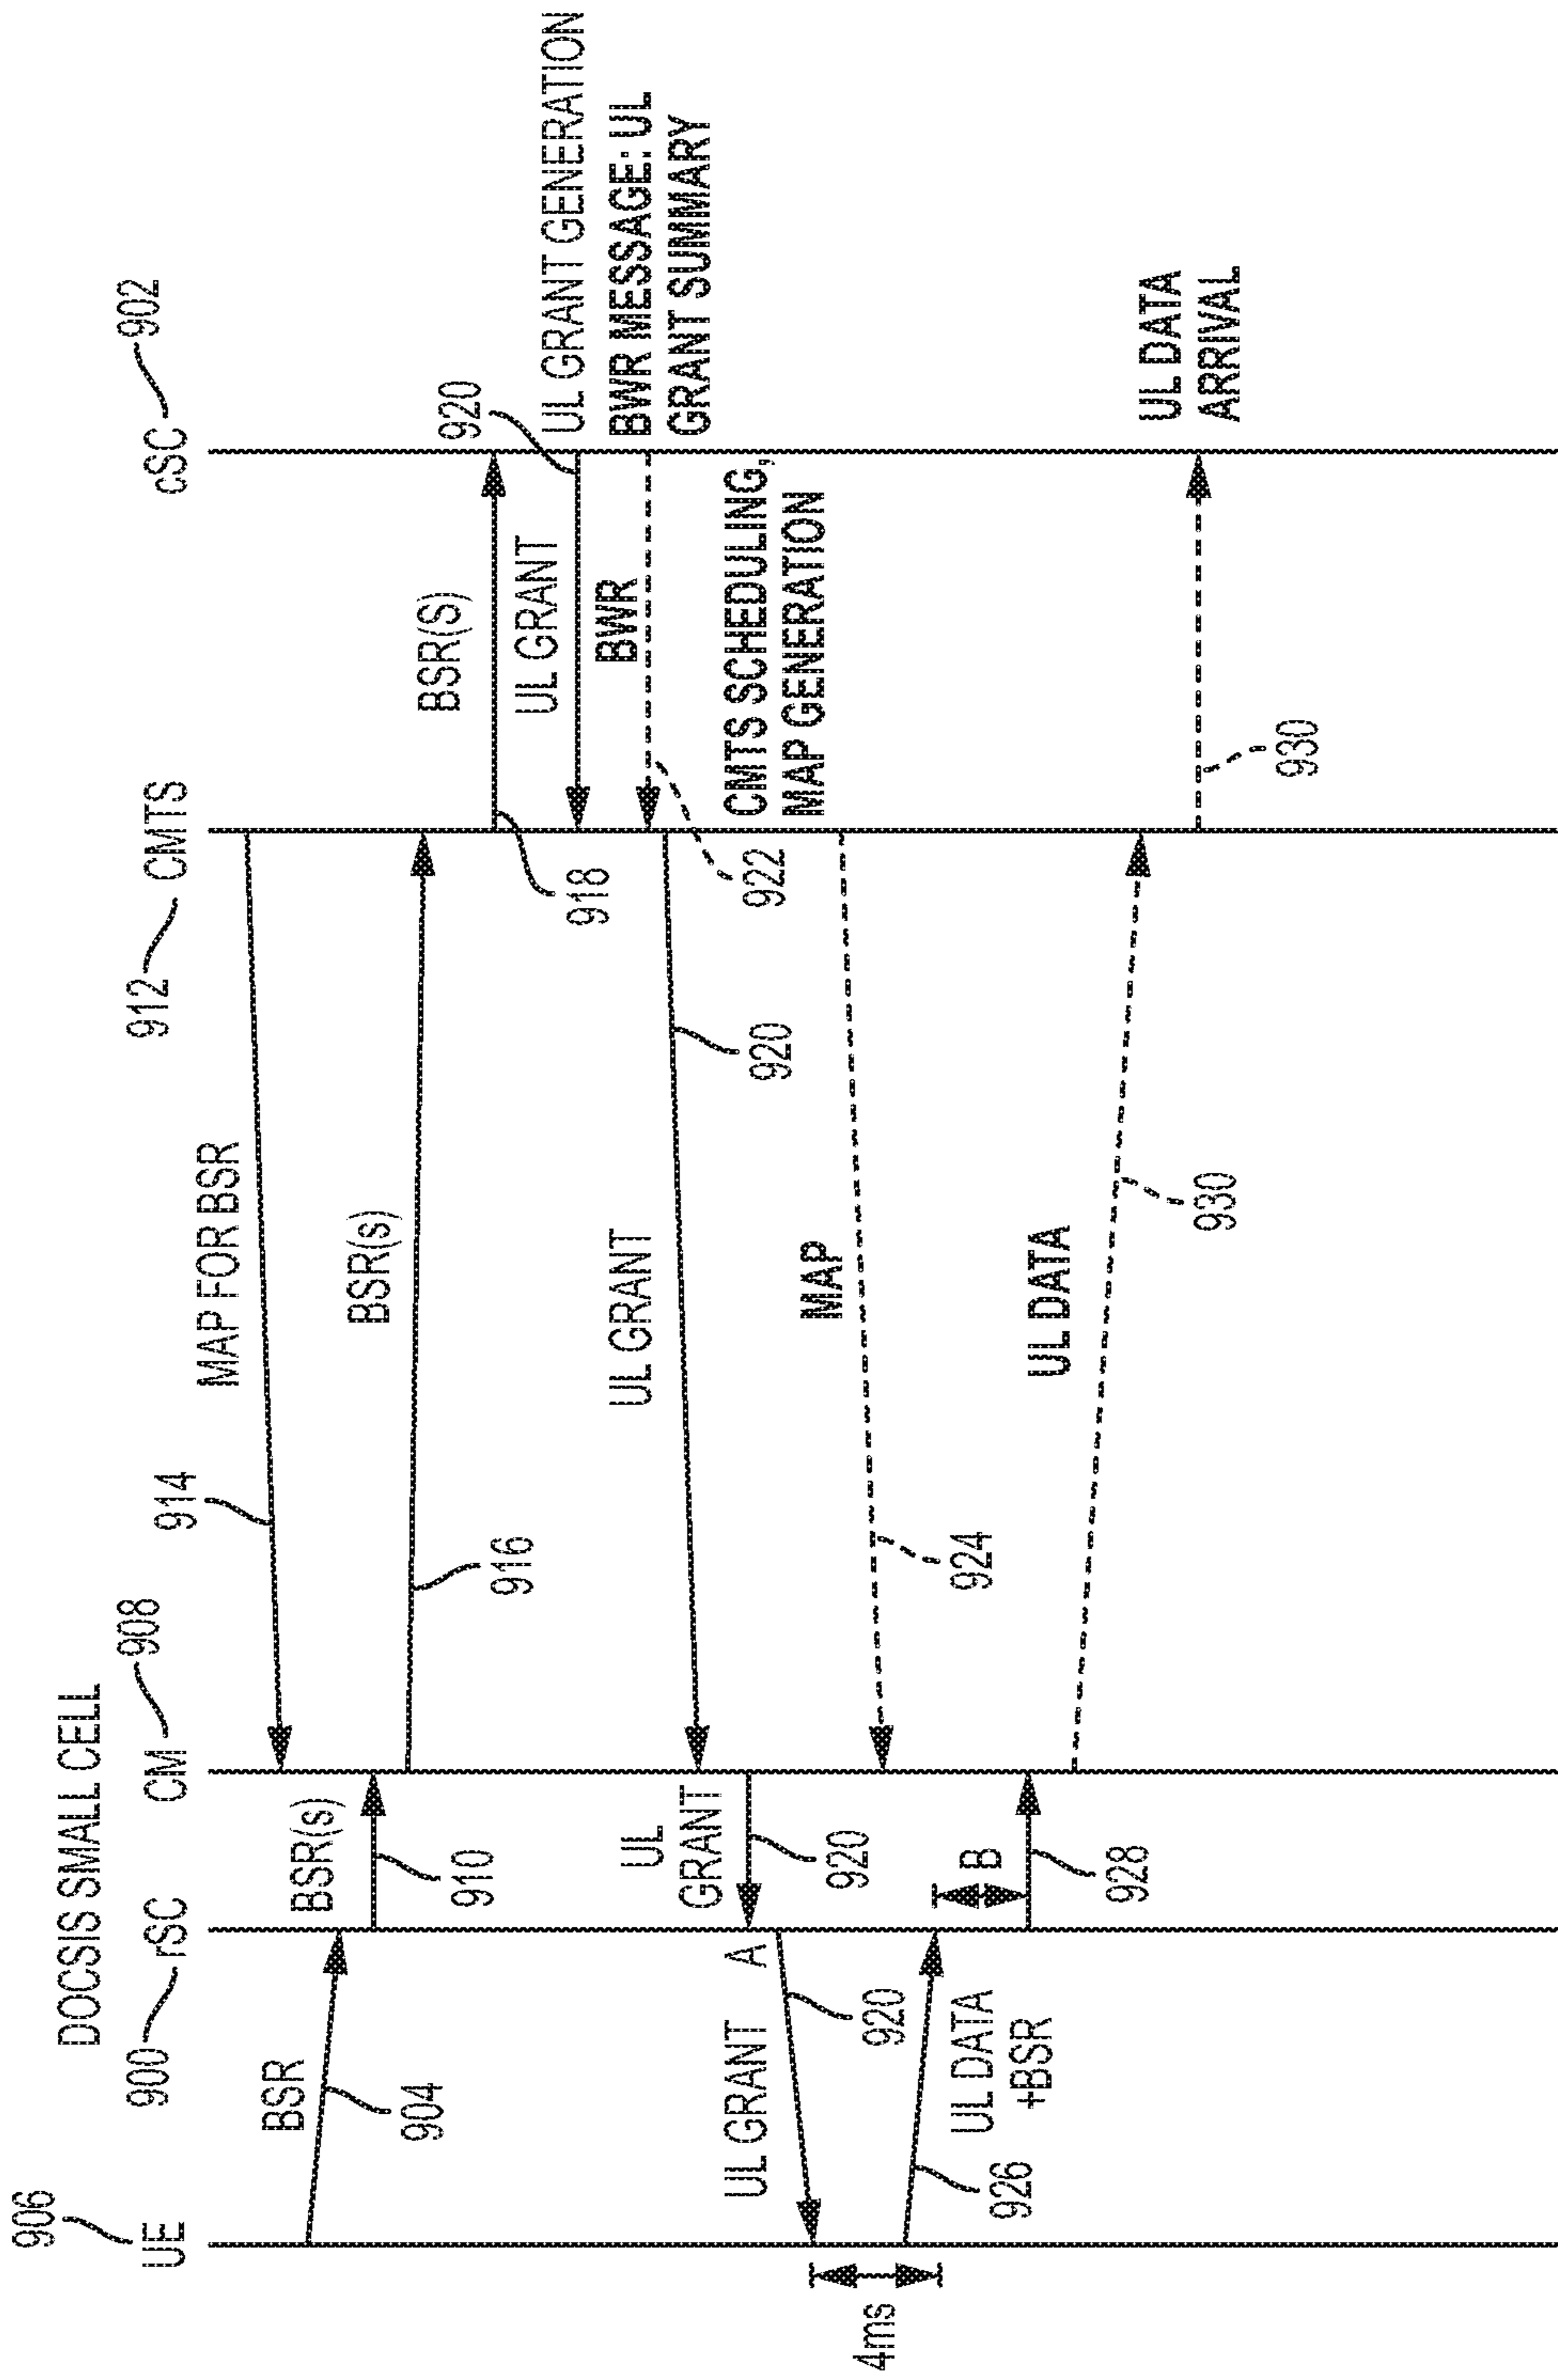 DOCSIS SMALL CELL
906
UE
900
rSC
CM
908
912
CMTS
cSC
902
914
MAP FOR BSR
BSR
904
BSR(s)
910
BSR(s)
916
BSR(S)
918
UL GRANT
920
UL GRANT GENERATION
BWR
922
BWR MESSAGE: UL
GRANT SUMMARY
UL GRANT
920
CMTS SCHEDULING,
MAP GENERATION
UL
GRANT
920
A
UL GRANT
920
MAP
924
4ms
926
UL DATA
+BSR
B
928
UL DATA
930
930
UL DATA
ARRIVAL